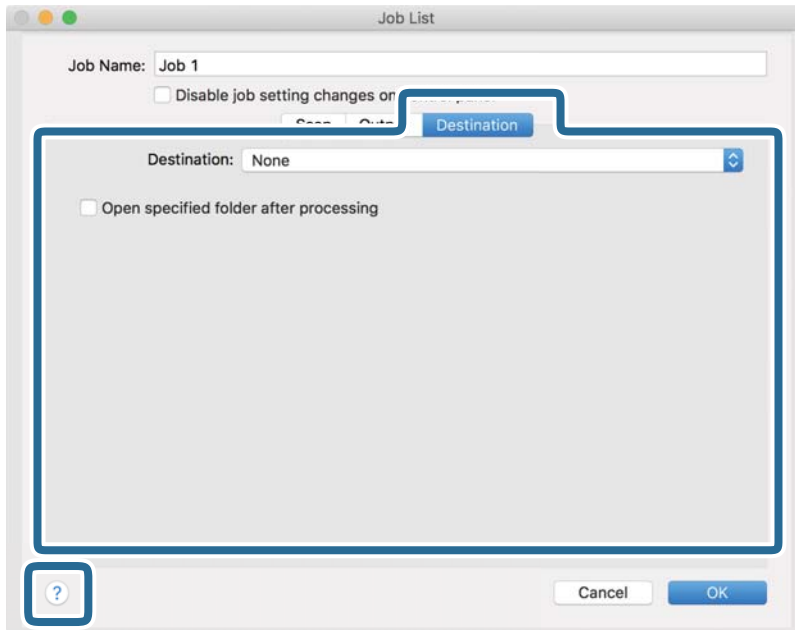 Job List
Job Name: Job 1
Disable job setting changes on
Destination
Destination: None
Open specified folder after processing
? Cancel OK